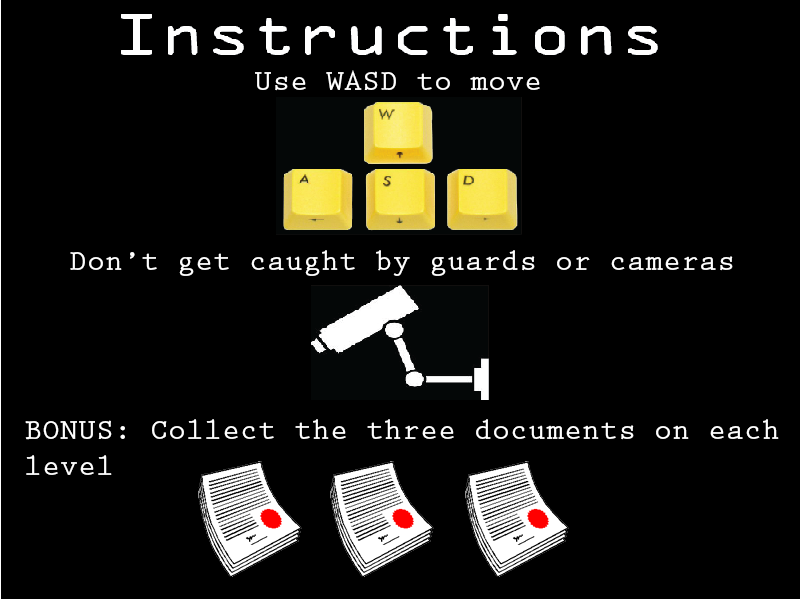 Instructions
Use WASD to move
W
A S D
Don't get caught by guards or cameras
BONUS: Collect the three documents on each
level